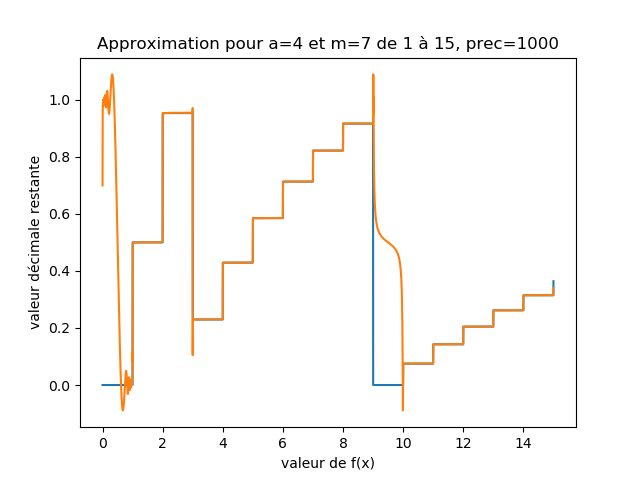 Approximation pour a=4 et m=7 de 1 à 15, prec=1000
valeur décimale restante
1.0
0.8
0.6
0.4
0.2
0.0
0 2 4 6 8 10 12 14
valeur de f(x)